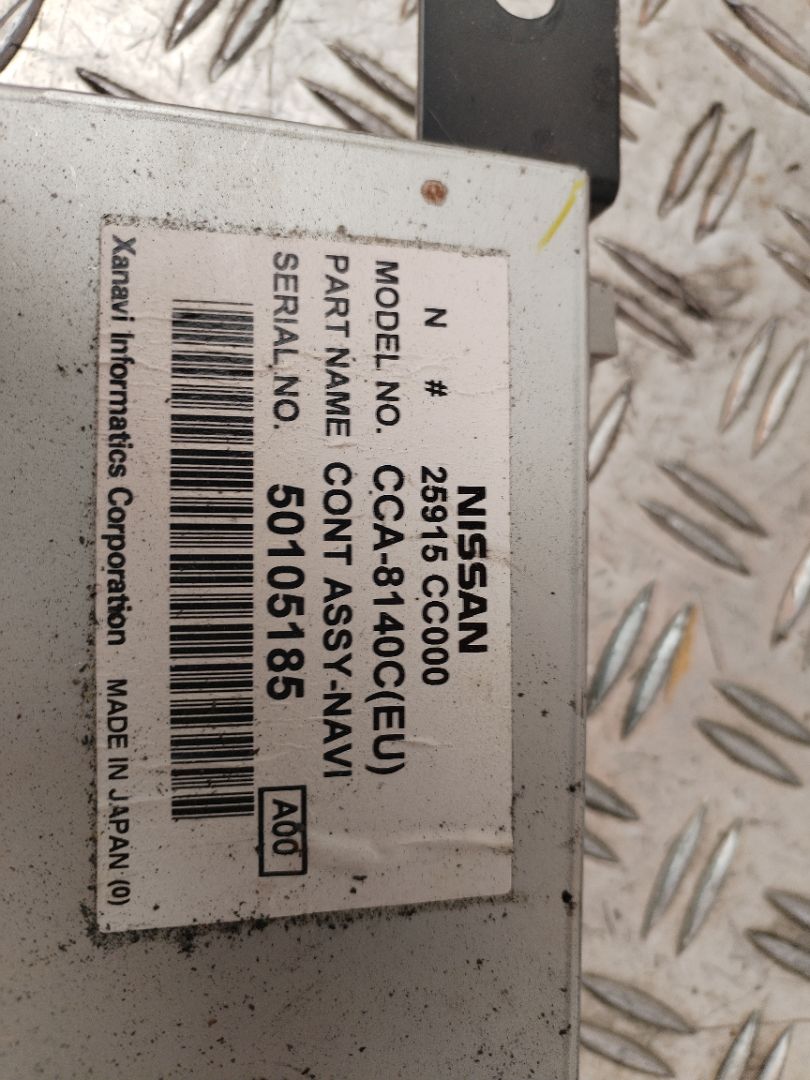 NISSAN
N # 25915 CC000
MODEL NO. CCA-8140C(EU)
PART NAME CONT ASSY-NAVI
SERIAL NO. 50105185 A00
Xanavi Informatics Corporation MADE IN JAPAN (0)